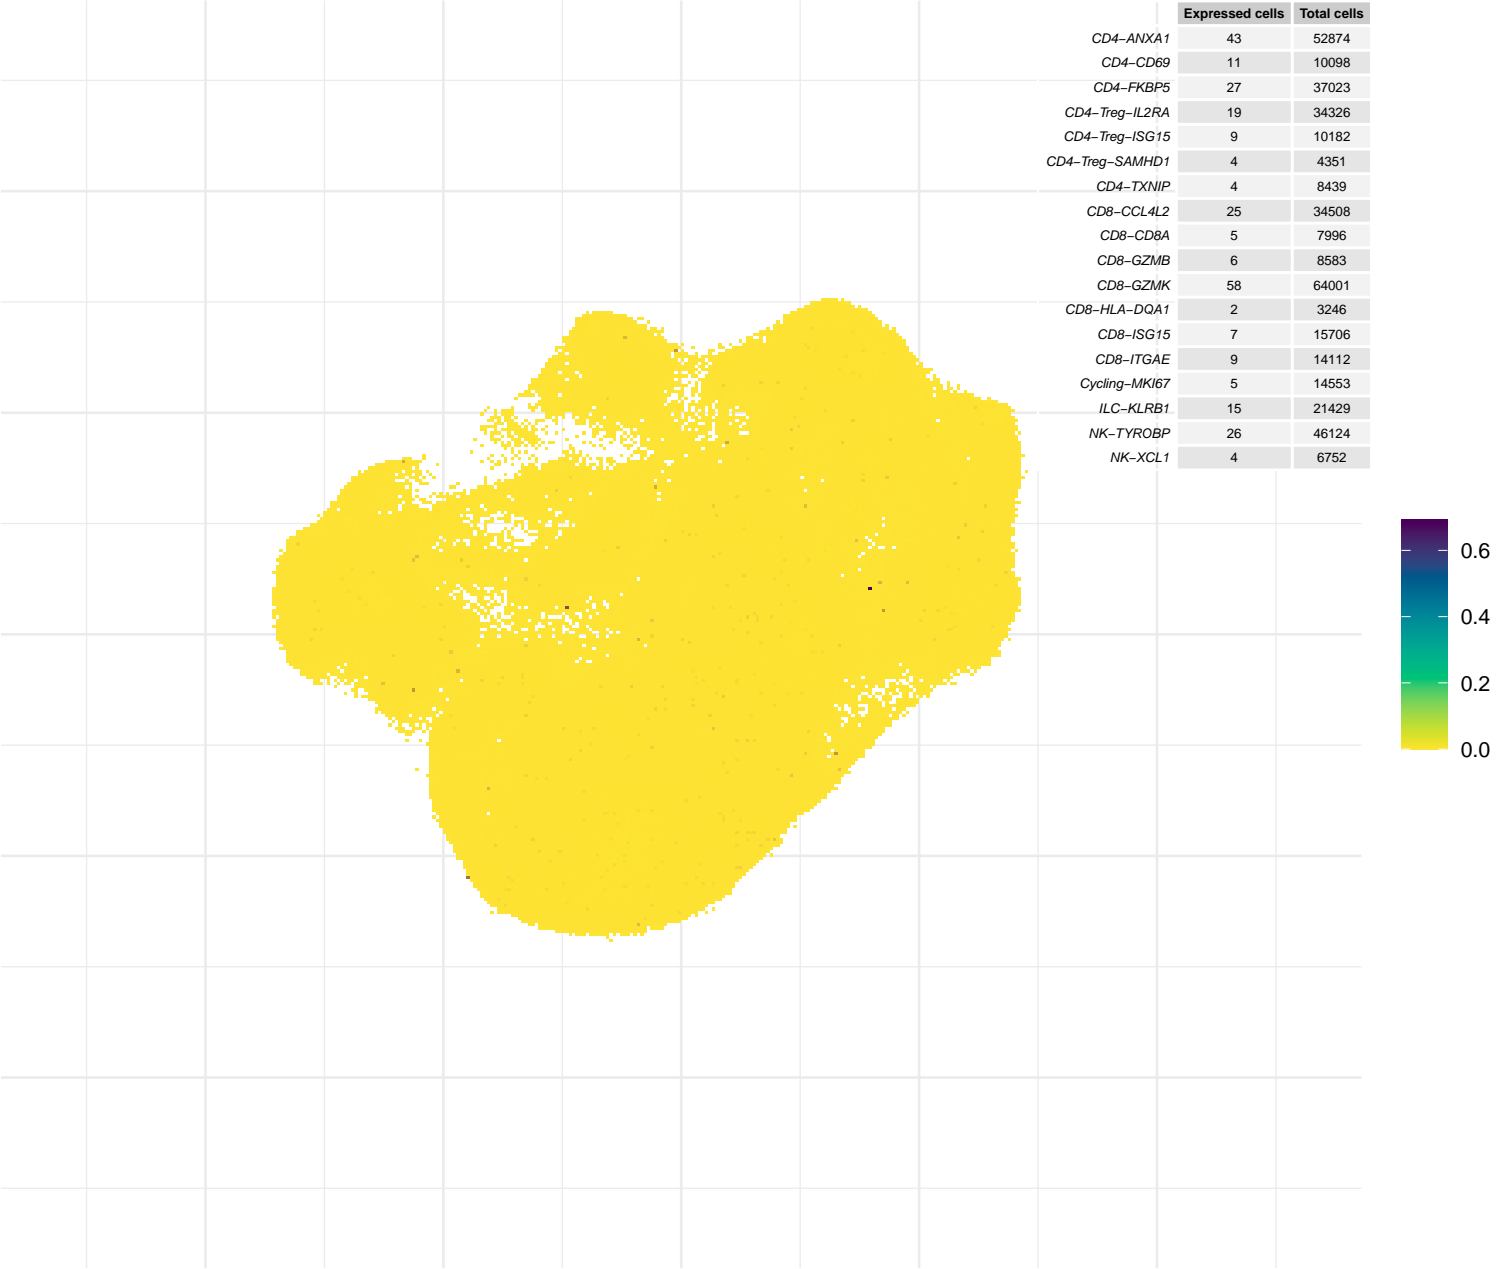 Expressed cells Total cells
CD4−ANXA1 43 52874
CD4−CD69 11 10098
CD4−FKBP5 27 37023
CD4−Treg−IL2RA 19 34326
CD4−Treg−ISG15 9 10182
CD4−Treg−SAMHD1 4 4351
CD4−TXNIP 4 8439
CD8−CCL4L2 25 34508
CD8−CD8A 5 7996
CD8−GZMB 6 8583
CD8−GZMK 58 64001
CD8−HLA−DQA1 2 3246
CD8−ISG15 7 15706
CD8−ITGAE 9 14112
Cycling−MKI67 5 14553
ILC−KLRB1 15 21429
NK−TYROBP 26 46124
NK−XCL1 4 6752
0.6
0.4
0.2
0.0